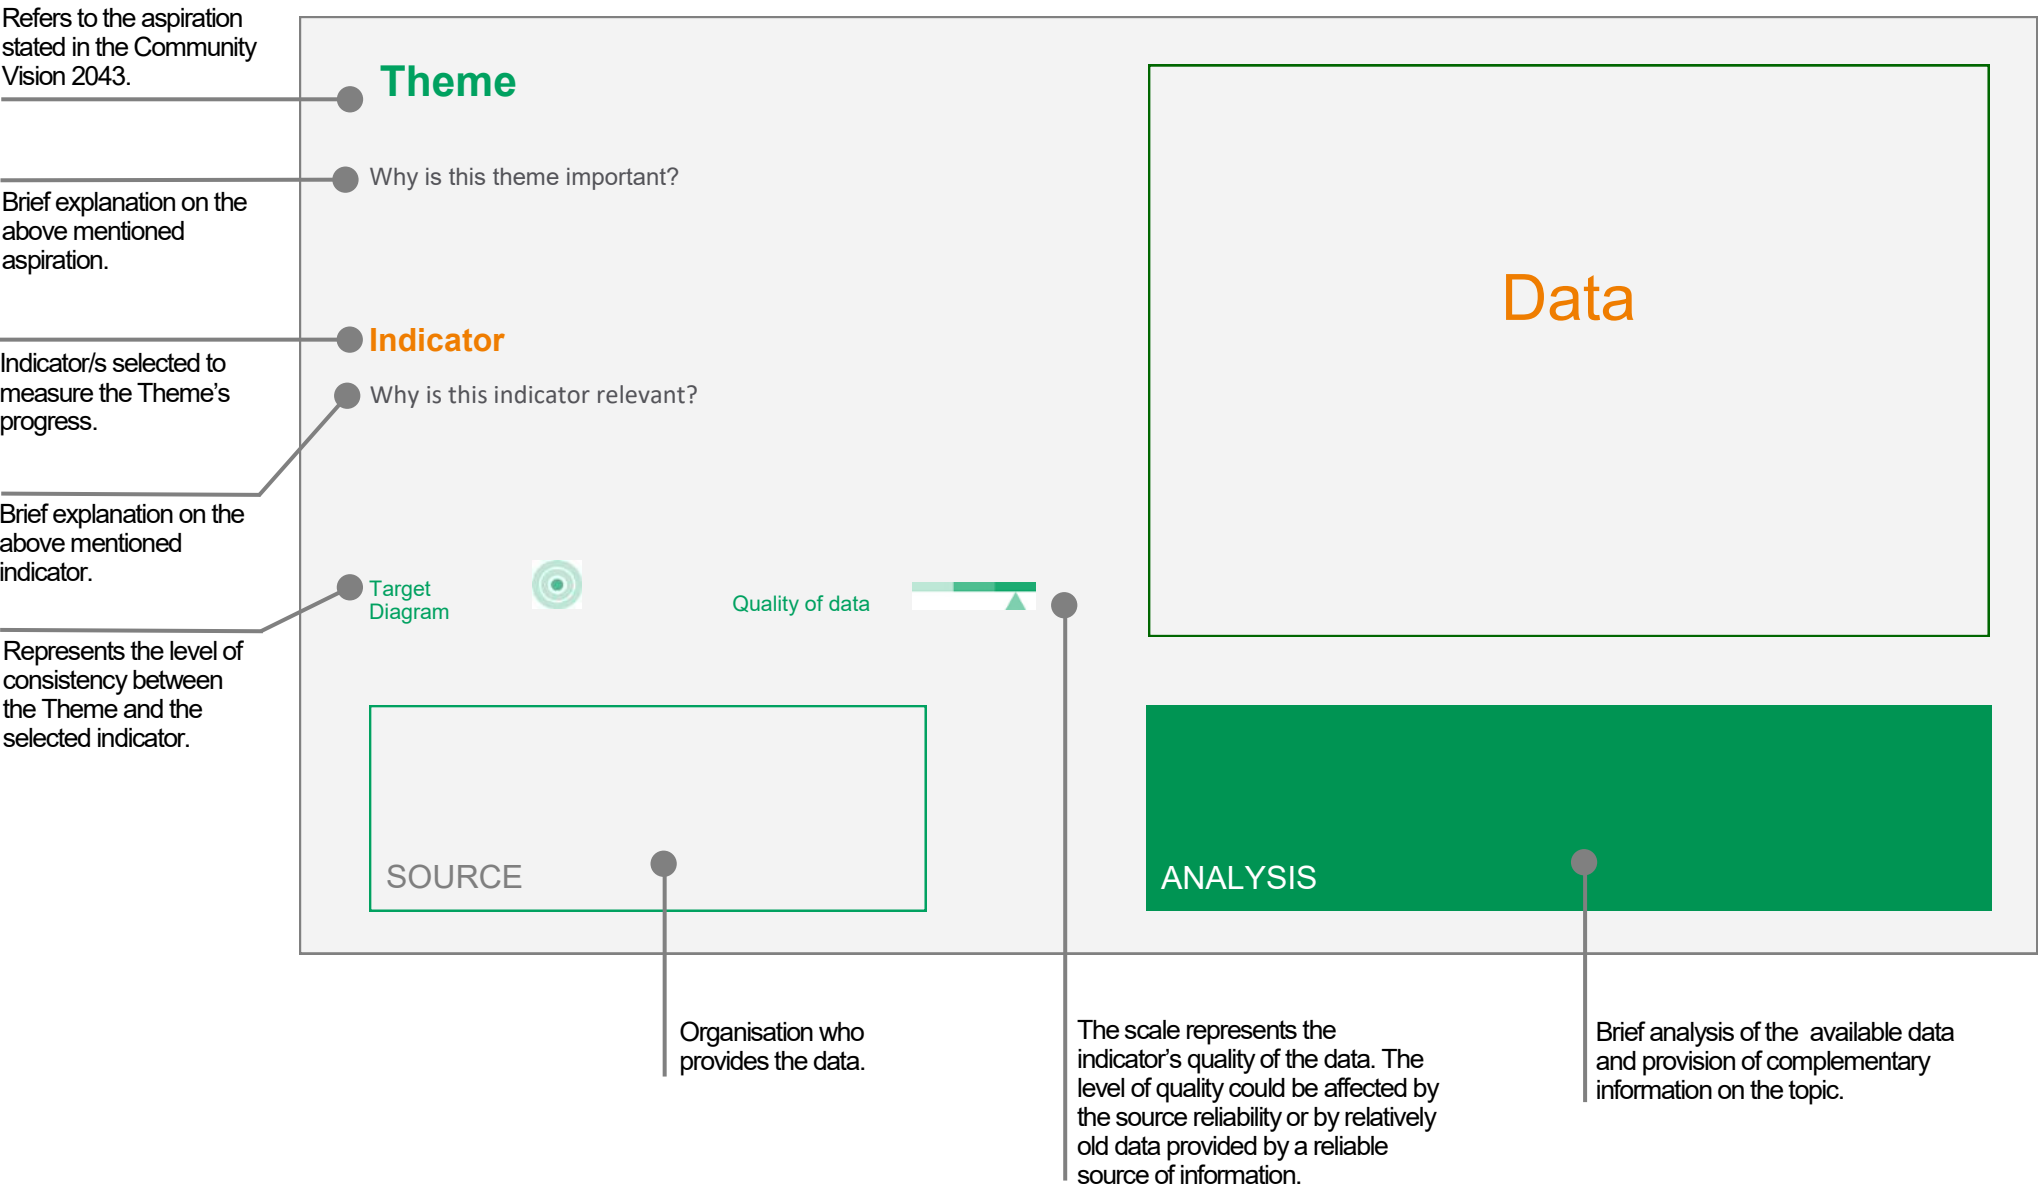 Refers to the aspiration
stated in the Community
Vision 2043.
Theme
Why is this theme important?
Brief explanation on the
above mentioned
aspiration.
Data
Indicator
Indicator/s selected to
measure the Theme's
progress.
Why is this indicator relevant?
Brief explanation on the
above mentioned
indicator.
Target
Diagram
Quality of data
Represents the level of
consistency between
the Theme and the
selected indicator.
SOURCE
ANALYSIS
Organisation who
provides the data.
The scale represents the
indicator's quality of the data. The
level of quality could be affected by
the source reliability or by relatively
old data provided by a reliable
source of information.
Brief analysis of the  available data
and provision of complementary
information on the topic.